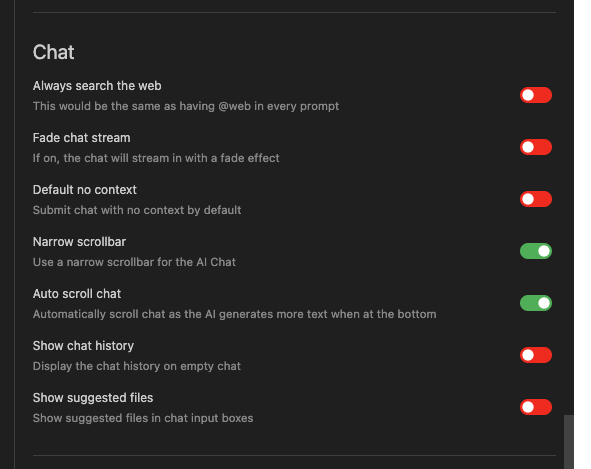 Chat
Always search the web
This would be the same as having @web in every prompt
Fade chat stream
If on, the chat will stream in with a fade effect
Default no context
Submit chat with no context by default
Narrow scrollbar
Use a narrow scrollbar for the AI Chat
Auto scroll chat
Automatically scroll chat as the AI generates more text when at the bottom
Show chat history
Display the chat history on empty chat
Show suggested files
Show suggested files in chat input boxes